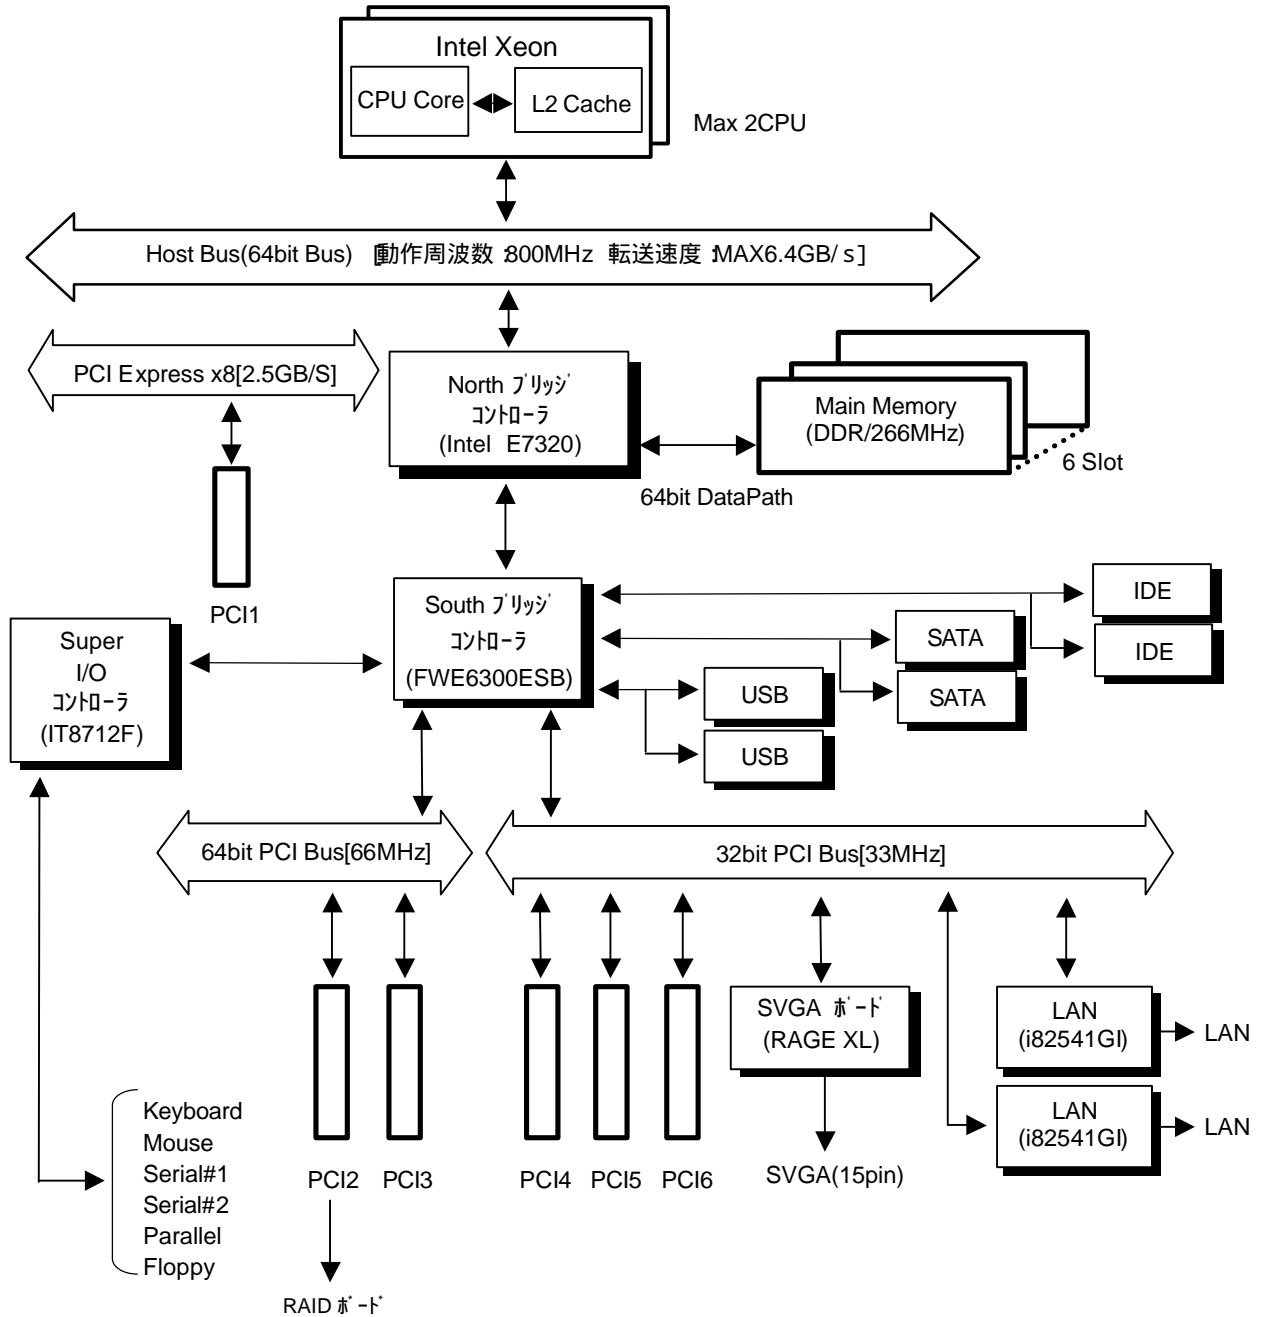 Intel Xeon
CPU Core
L2 Cache
Max 2CPU
Host Bus(64bit Bus) [動作周波数:800MHz 転送速度:MAX6.4GB/s]
PCI Express x8[2.5GB/S]
North ブリッジ
コントローラ
(Intel E7320)
Main Memory
(DDR/266MHz)
6 Slot
64bit DataPath
PCI1
South ブリッジ
コントローラ
(FWE6300ESB)
IDE
IDE
SATA
SATA
USB
USB
Super
I/O
コントローラ
(IT8712F)
64bit PCI Bus[66MHz]
32bit PCI Bus[33MHz]
SVGA ボード
(RAGE XL)
LAN
(i82541GI)
LAN
LAN
(i82541GI)
LAN
Keyboard
Mouse
Serial#1
Serial#2
Parallel
Floppy
PCI2
PCI3
PCI4
PCI5
PCI6
SVGA(15pin)
RAID ボード